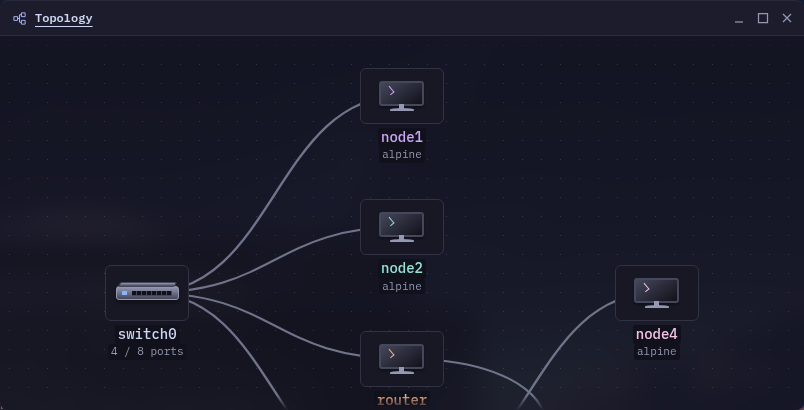 Topology
node1
alpine
node2
alpine
switch0
4 / 8 ports
node4
alpine
router